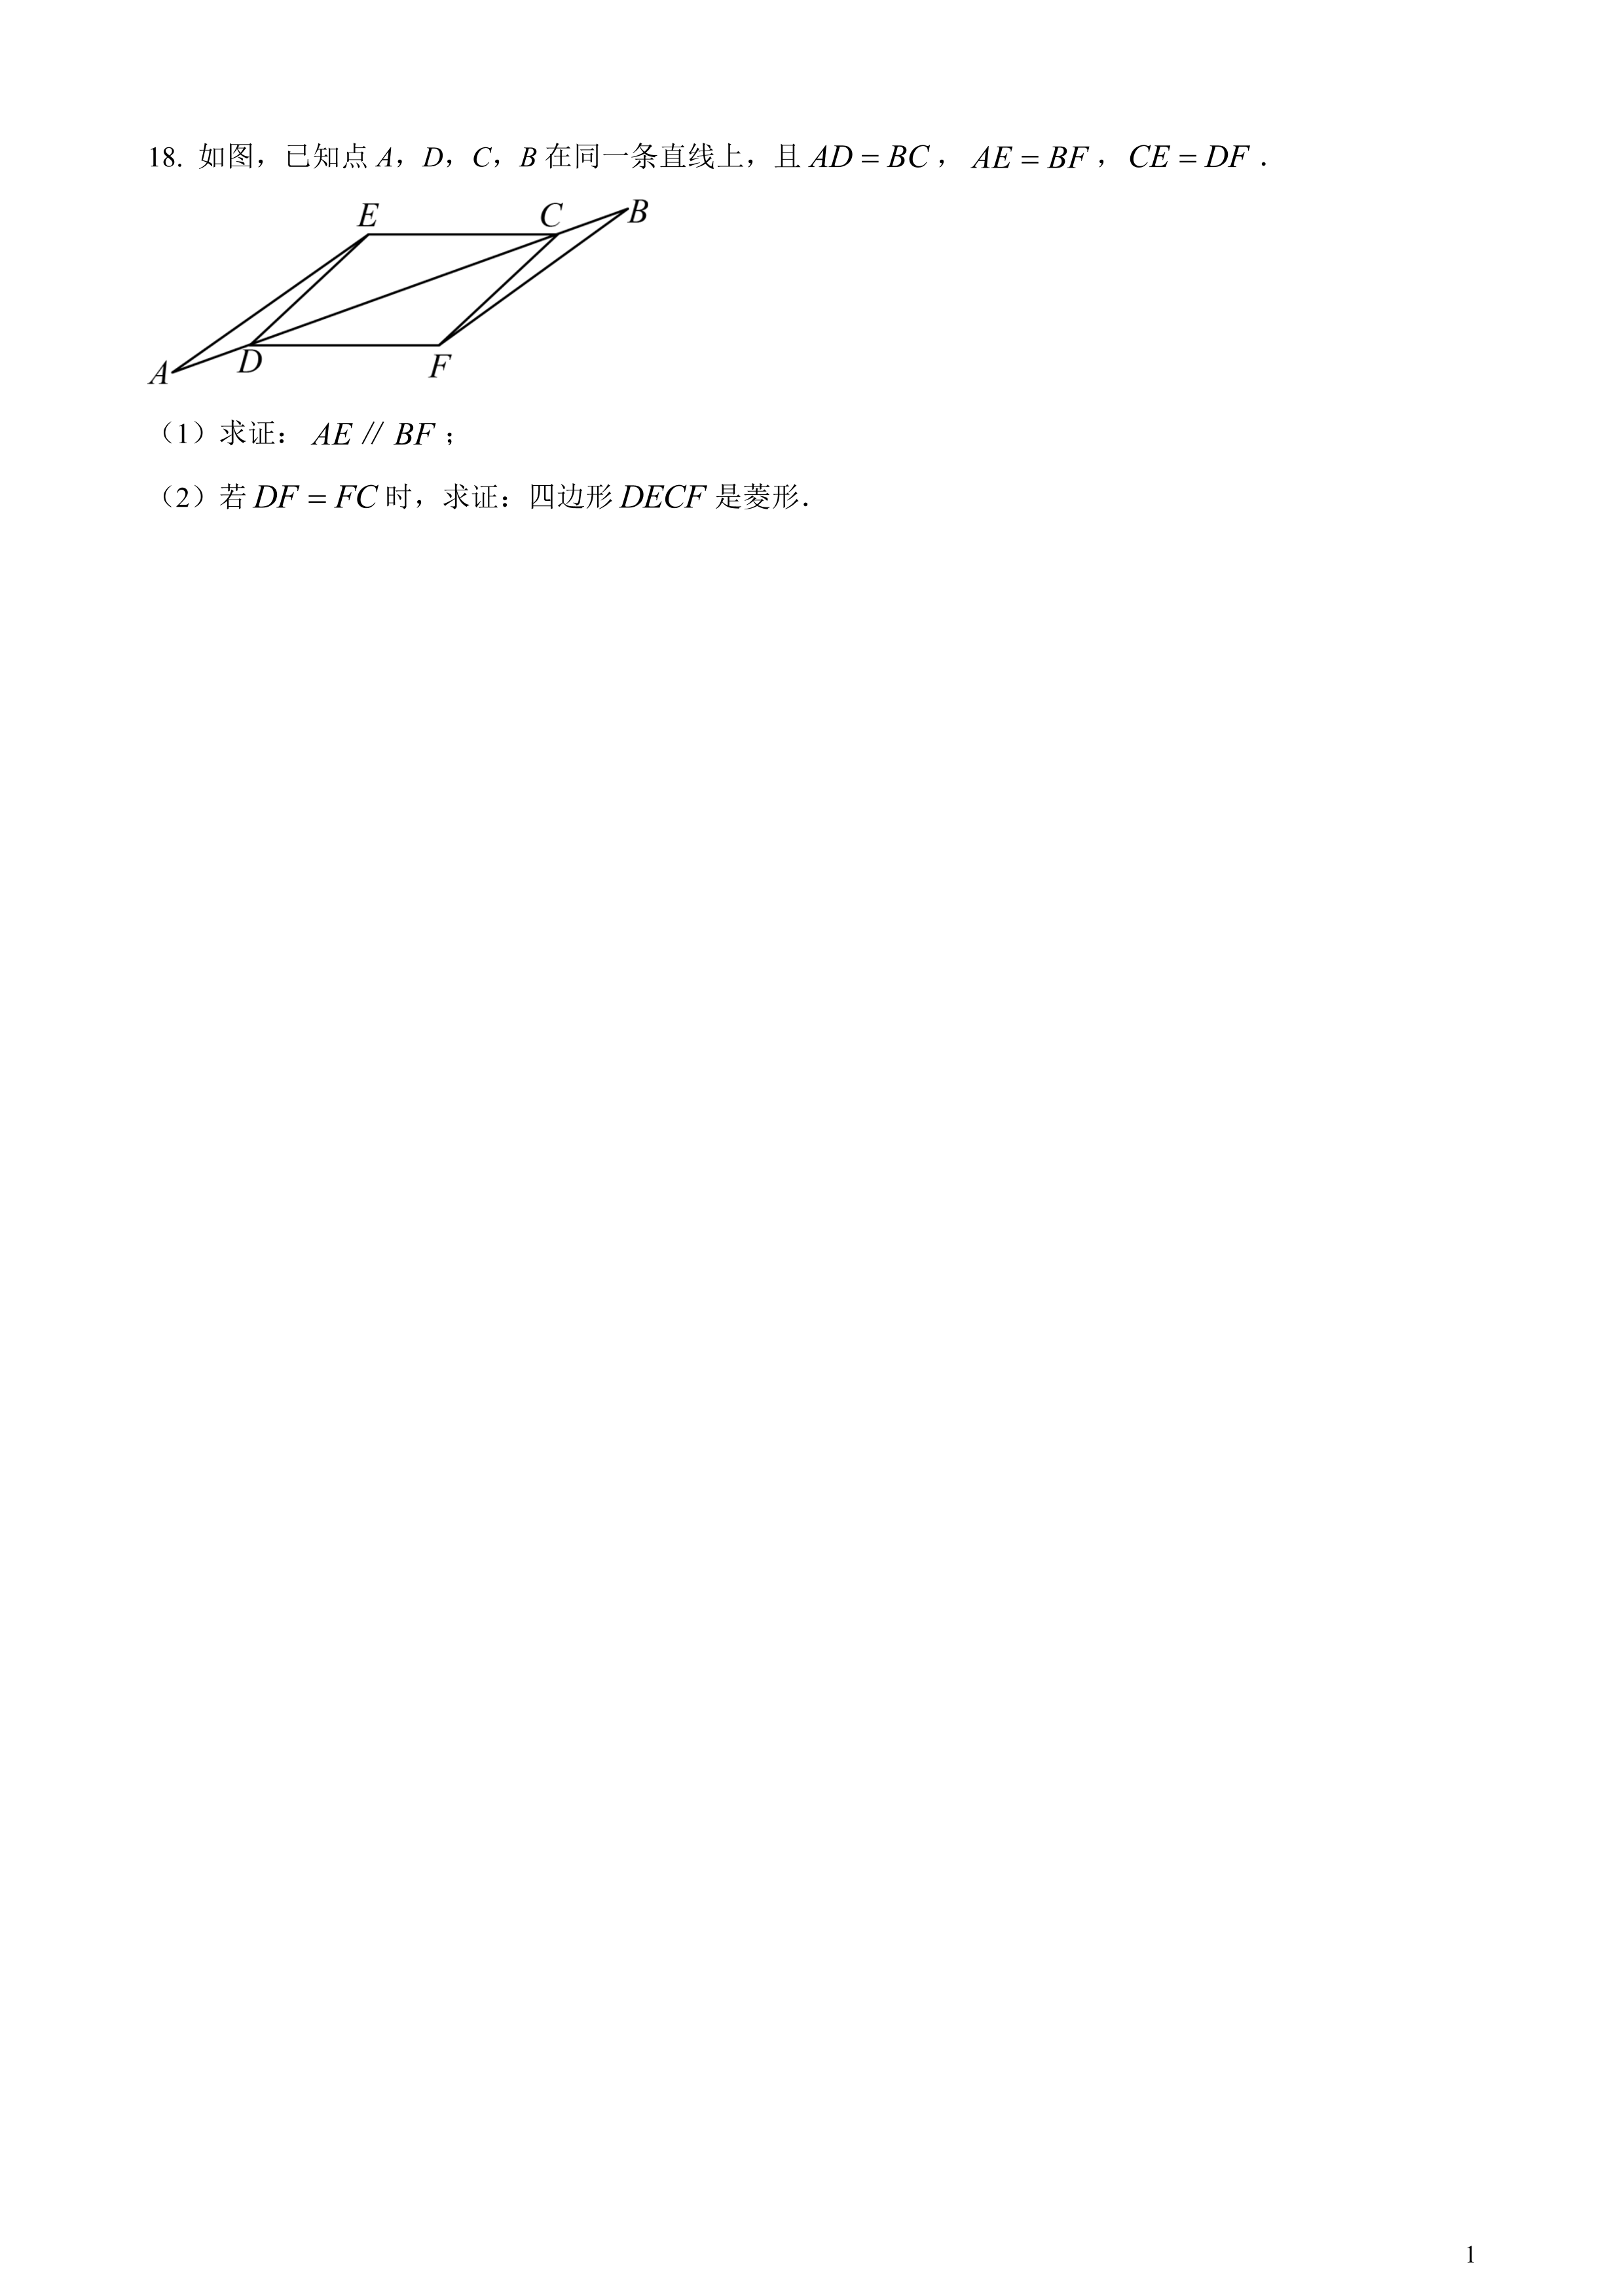 18. 如图，已知点 A，D，C，B 在同一条直线上，且 AD = BC，AE = BF，CE = DF．
E C B
A D F
（1）求证：AE // BF；
（2）若 DF = FC 时，求证：四边形 DECF 是菱形．
1